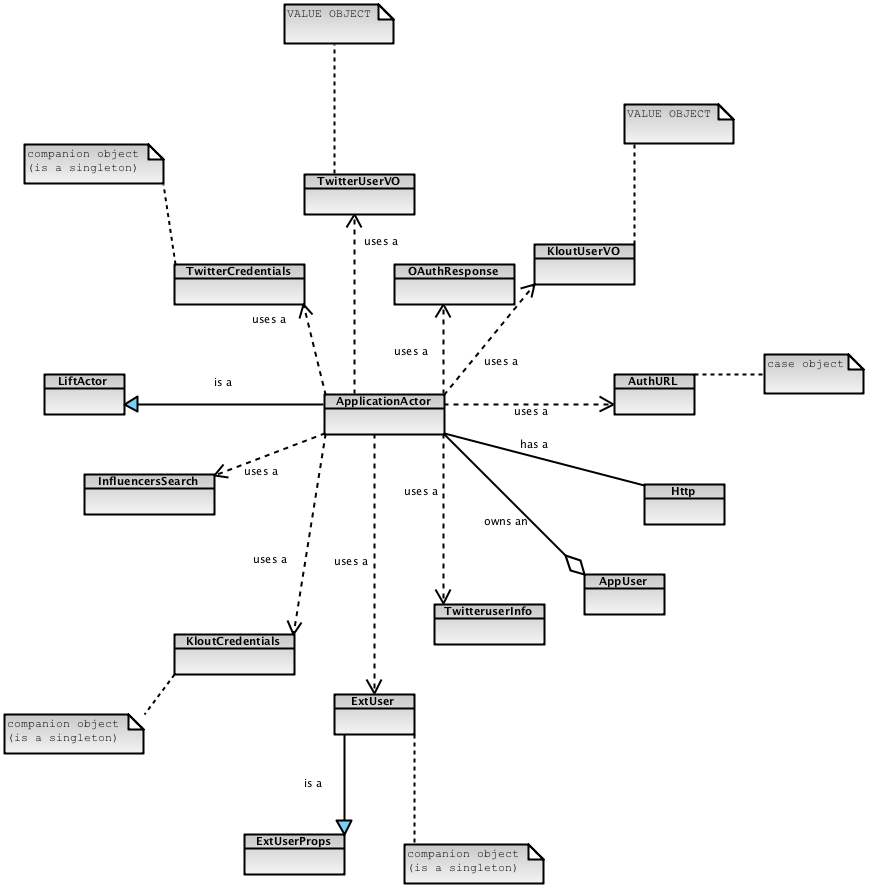 VALUE OBJECT
VALUE OBJECT
companion object
(is a singleton)
TwitterUserVO
uses a
KloutUserVO
TwitterCredentials
OAuthResponse
uses a
uses a
uses a
case object
LiftActor
is a
AuthURL
ApplicationActor
uses a
has a
uses a
InfluencersSearch
uses a
Http
owns an
uses a
uses a
AppUser
TwitteruserInfo
KloutCredentials
ExtUser
companion object
(is a singleton)
is a
ExtUserProps
companion object
(is a singleton)